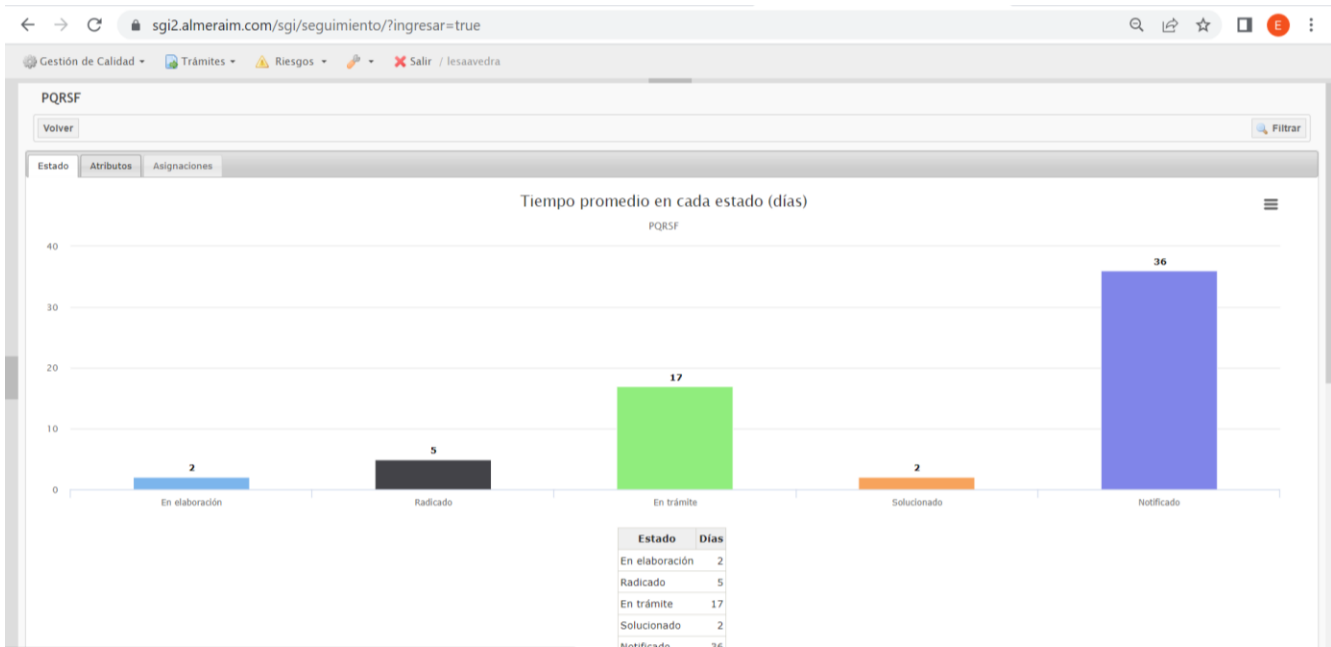 sgi2.almeraim.com/sgi/seguimiento/?ingresar=true
E
Gestión de Calidad Trámites Riesgos Salir / lesaavedra
PQRSF
Volver Filtrar
Estado Atributos Asignaciones
Tiempo promedio en cada estado (días)
PQRSF
40
36
30
20
17
10
5
2 2
0
En elaboración Radicado En trámite Solucionado Notificado
Estado Días
En elaboración 2
Radicado 5
En trámite 17
Solucionado 2
Notificado 36